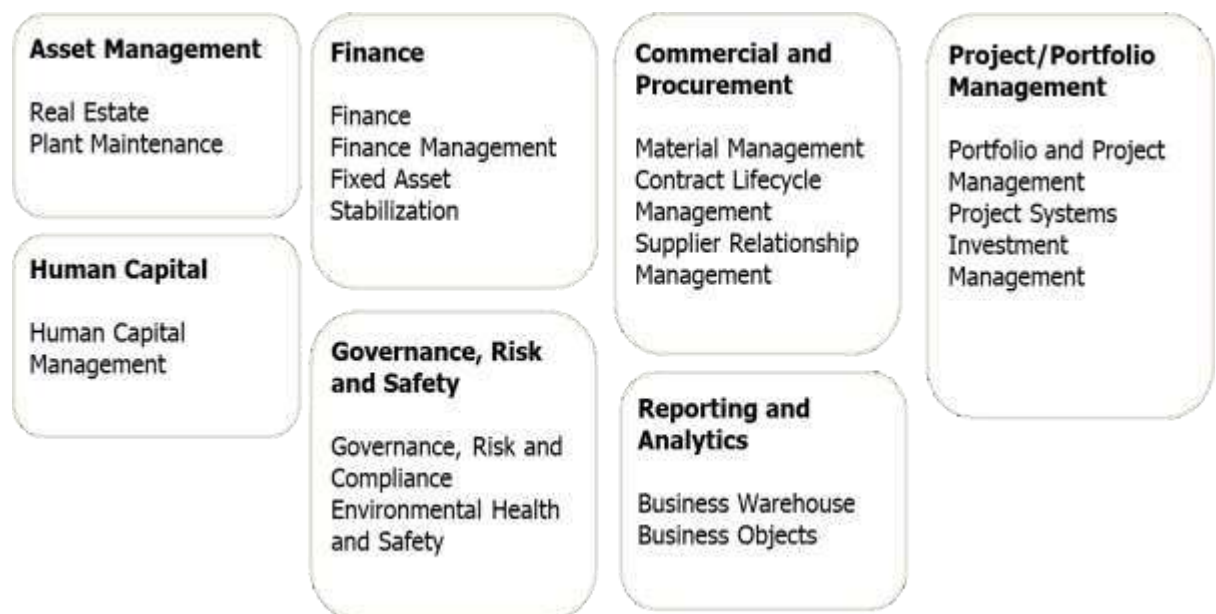 Asset Management
Real Estate
Plant Maintenance
Human Capital
Human Capital
Management
Finance
Finance
Finance Management
Fixed Asset
Stabilization
Governance, Risk
and Safety
Governance, Risk and
Compliance
Environmental Health
and Safety
Commercial and
Procurement
Material Management
Contract Lifecycle
Management
Supplier Relationship
Management
Reporting and
Analytics
Business Warehouse
Business Objects
Project/Portfolio
Management
Portfolio and Project
Management
Project Systems
Investment
Management